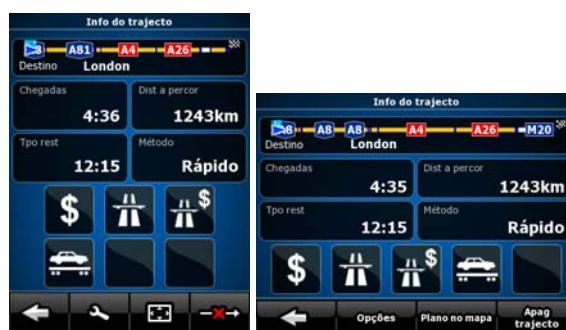 Info do trajecto
8 A81 A4 A26
Destino London
Chegadas Dist a percor
4:36 1243km
Tpo rest Método
12:15 Rápido
$
$
Info do trajecto
8 A8 A8 A4 A26 M20
Destino London
Chegadas Dist a percor
4:35 1243km
Tpo rest Método
12:15 Rápido
$ $
Opções Plano no mapa Apag
trajecto